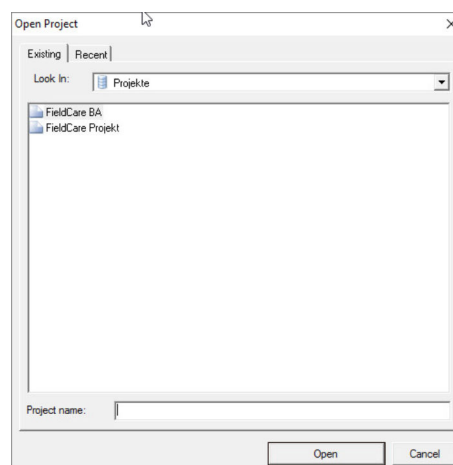 Open Project
Existing Recent
Look In: Projekte
FieldCare BA
FieldCare Projekt
Project name:
Open Cancel